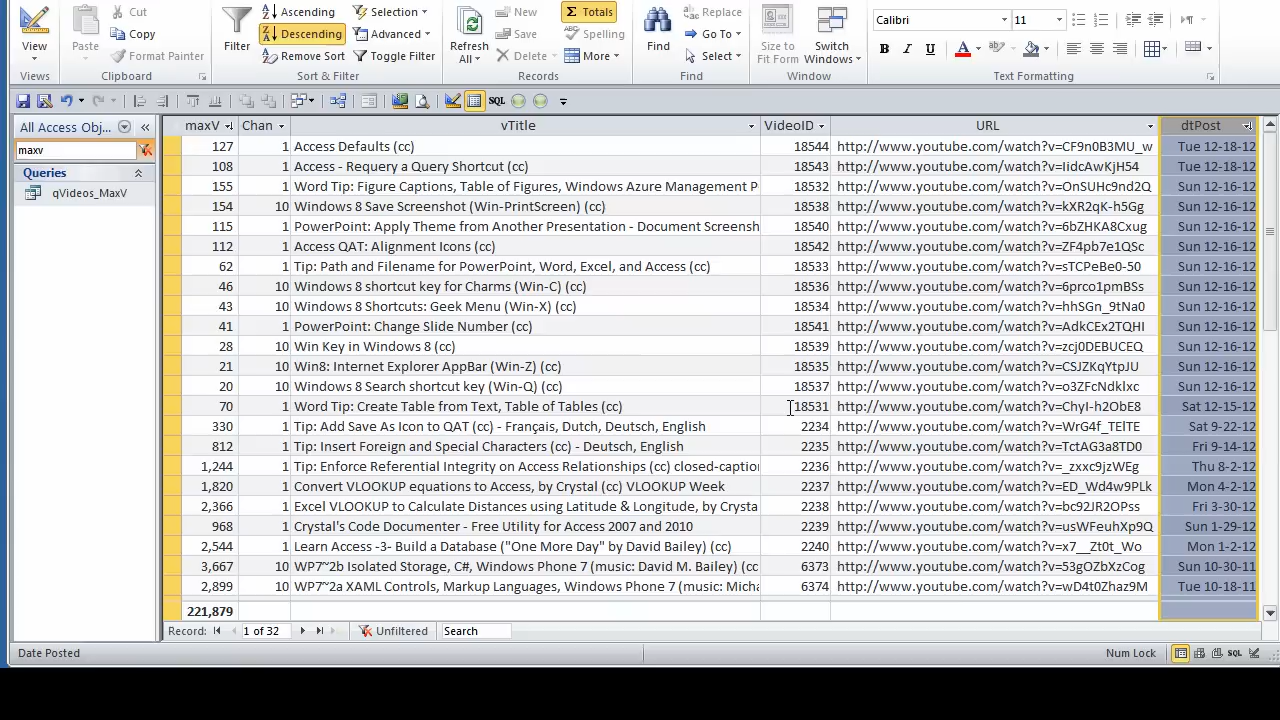 Cut
Ascending
Selection
New
Totals
Replace
Calibri
11
Copy
Descending
Advanced
Save
Spelling
Go To
Format Painter
Remove Sort
Toggle Filter
Delete
More
Select
View
Paste
Filter
Refresh
All
Find
Size to
Fit Form
Switch
Windows
B I U A
Views
Clipboard
Sort & Filter
Records
Find
Window
Text Formatting
SQL
All Access Obj...
maxV
Chan
vTitle
VideoID
URL
dtPost
maxv
Queries
qVideos_MaxV
127 1 Access Defaults (cc) 18544 http://www.youtube.com/watch?v=CF9n0B3MU_w Tue 12-18-12
108 1 Access - Requery a Query Shortcut (cc) 18543 http://www.youtube.com/watch?v=IidcAwKjH54 Tue 12-18-12
155 1 Word Tip: Figure Captions, Table of Figures, Windows Azure Management P 18532 http://www.youtube.com/watch?v=OnSUHc9nd2Q Sun 12-16-12
154 10 Windows 8 Save Screenshot (Win-PrintScreen) (cc) 18538 http://www.youtube.com/watch?v=kXR2qK-h5Gg Sun 12-16-12
115 1 PowerPoint: Apply Theme from Another Presentation - Document Screensh 18540 http://www.youtube.com/watch?v=6bZHKA8Cxug Sun 12-16-12
112 1 Access QAT: Alignment Icons (cc) 18542 http://www.youtube.com/watch?v=ZF4pb7e1QSc Sun 12-16-12
62 1 Tip: Path and Filename for PowerPoint, Word, Excel, and Access (cc) 18533 http://www.youtube.com/watch?v=sTCPeBe0-50 Sun 12-16-12
46 10 Windows 8 shortcut key for Charms (Win-C) (cc) 18536 http://www.youtube.com/watch?v=6prco1pmBSs Sun 12-16-12
43 10 Windows 8 Shortcuts: Geek Menu (Win-X) (cc) 18534 http://www.youtube.com/watch?v=hhSGn_9tNa0 Sun 12-16-12
41 1 PowerPoint: Change Slide Number (cc) 18541 http://www.youtube.com/watch?v=AdkCEx2TQHI Sun 12-16-12
28 10 Win Key in Windows 8 (cc) 18539 http://www.youtube.com/watch?v=zcj0DEBUCEQ Sun 12-16-12
21 10 Win8: Internet Explorer AppBar (Win-Z) (cc) 18535 http://www.youtube.com/watch?v=CSJZKqYtpJU Sun 12-16-12
20 10 Windows 8 Search shortcut key (Win-Q) (cc) 18537 http://www.youtube.com/watch?v=o3ZFcNdkIxc Sun 12-16-12
70 1 Word Tip: Create Table from Text, Table of Tables (cc) 18531 http://www.youtube.com/watch?v=ChyI-h2ObE8 Sat 12-15-12
330 1 Tip: Add Save As Icon to QAT (cc) - Français, Dutch, Deutsch, English 2234 http://www.youtube.com/watch?v=WrG4f_TElTE Sat 9-22-12
812 1 Tip: Insert Foreign and Special Characters (cc) - Deutsch, English 2235 http://www.youtube.com/watch?v=TctAG3a8TD0 Fri 9-14-12
1,244 1 Tip: Enforce Referential Integrity on Access Relationships (cc) closed-captio 2236 http://www.youtube.com/watch?v=_zxxc9jzWEg Thu 8-2-12
1,820 1 Convert VLOOKUP equations to Access, by Crystal (cc) VLOOKUP Week 2237 http://www.youtube.com/watch?v=ED_Wd4w9PLk Mon 4-2-12
2,366 1 Excel VLOOKUP to Calculate Distances using Latitude & Longitude, by Crysta 2238 http://www.youtube.com/watch?v=bc92JR2OPss Fri 3-30-12
968 1 Crystal's Code Documenter - Free Utility for Access 2007 and 2010 2239 http://www.youtube.com/watch?v=usWFeuhXp9Q Sun 1-29-12
2,544 1 Learn Access -3- Build a Database ("One More Day" by David Bailey) (cc) 2240 http://www.youtube.com/watch?v=x7__Zt0t_Wo Mon 1-2-12
3,667 10 WP7~2b Isolated Storage, C#, Windows Phone 7 (music: David M. Bailey) (cc 6373 http://www.youtube.com/watch?v=53gOZbXzCog Sun 10-30-11
2,899 10 WP7~2a XAML Controls, Markup Languages, Windows Phone 7 (music: Micha 6374 http://www.youtube.com/watch?v=wD4t0Zhaz9M Tue 10-18-11
221,879
Record: 1 of 32 Unfiltered Search
Date Posted
Num Lock
SQL